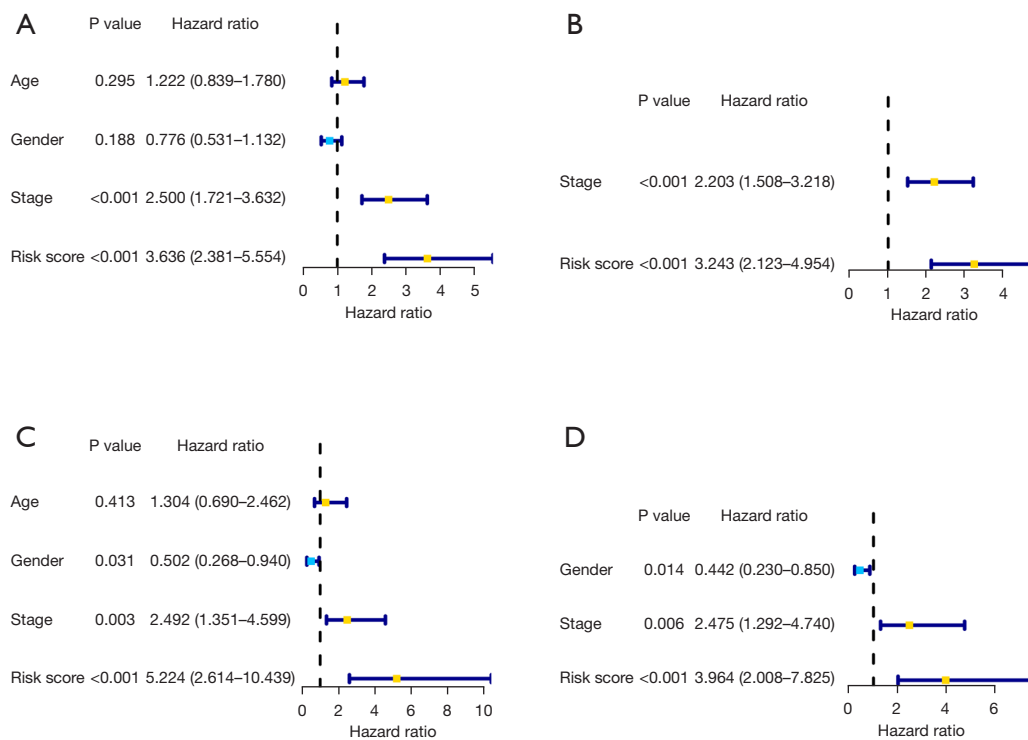 A
P value Hazard ratio
Age 0.295 1.222 (0.839–1.780)
Gender 0.188 0.776 (0.531–1.132)
Stage <0.001 2.500 (1.721–3.632)
Risk score <0.001 3.636 (2.381–5.554)
0 1 2 3 4 5
Hazard ratio
B
P value Hazard ratio
Stage <0.001 2.203 (1.508–3.218)
Risk score <0.001 3.243 (2.123–4.954)
0 1 2 3 4
Hazard ratio
C
P value Hazard ratio
Age 0.413 1.304 (0.690–2.462)
Gender 0.031 0.502 (0.268–0.940)
Stage 0.003 2.492 (1.351–4.599)
Risk score <0.001 5.224 (2.614–10.439)
0 2 4 6 8 10
Hazard ratio
D
P value Hazard ratio
Gender 0.014 0.442 (0.230–0.850)
Stage 0.006 2.475 (1.292–4.740)
Risk score <0.001 3.964 (2.008–7.825)
0 2 4 6
Hazard ratio